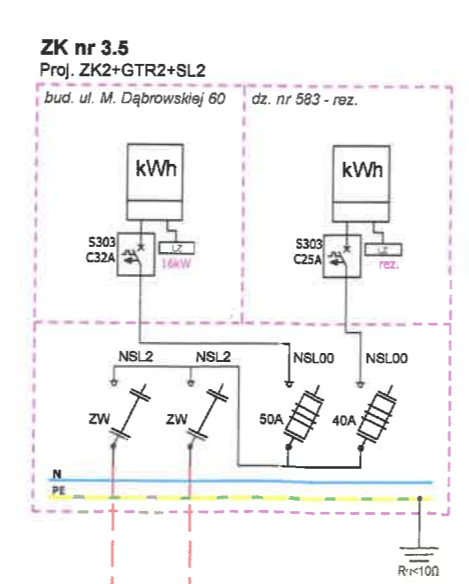 ZK nr 3.5
Proj. ZK2+GTR2+SL2
bud. ul. M. Dąbrowskiej 60
dz. nr 583 - rez.
kWh
kWh
S303
C32A
LZ
16kW
S303
C25A
LZ
rez.
NSL2
NSL2
NSL00
NSL00
ZW
ZW
50A
40A
N
PE
R<10Ω